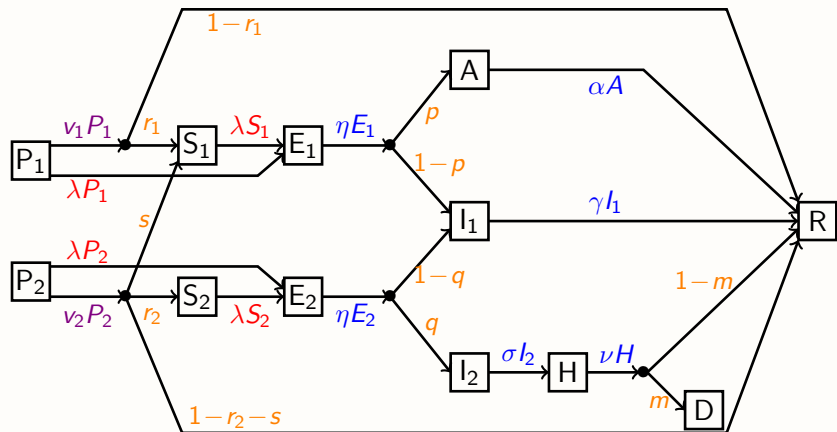 1−r₁
A
αA
p
v₁P₁
r₁
λS₁
ηE₁
P₁
S₁
E₁
λP₁
1−p
s
I₁
γI₁
R
λP₂
P₂
1−q
1−m
S₂
E₂
v₂P₂
r₂
λS₂
ηE₂
q
σI₂
νH
I₂
H
m
D
1−r₂−s